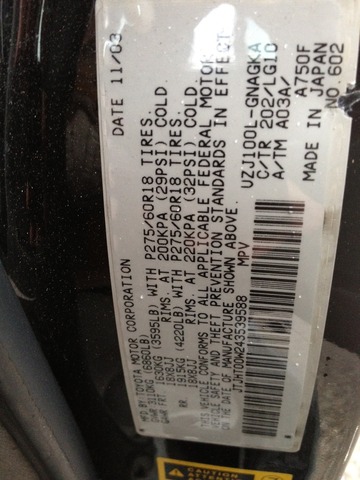 MFD. BY: TOYOTA MOTOR CORPORATION DATE 11/03
GVWR 3110KG (6860LB)
GAWR FRT. 1630KG (3595LB) WITH P275/60R18 TIRES,
18X8JJ RIMS, AT 200KPA (29PSI) COLD.
RR. 1915KG (4220LB) WITH P275/60R18 TIRES,
18X8JJ RIMS, AT 220KPA (32PSI) COLD.
THIS VEHICLE CONFORMS TO ALL APPLICABLE FEDERAL MOTOR
VEHICLE SAFETY AND THEFT PREVENTION STANDARDS IN EFFECT
ON THE DATE OF MANUFACTURE SHOWN ABOVE.
JTJHT00W243539588 MPV
UZJ100L-GNAGKA
C/TR 202/LG10
A/TM A03A/ A750F
MADE IN JAPAN
NO. 602
CAUTION